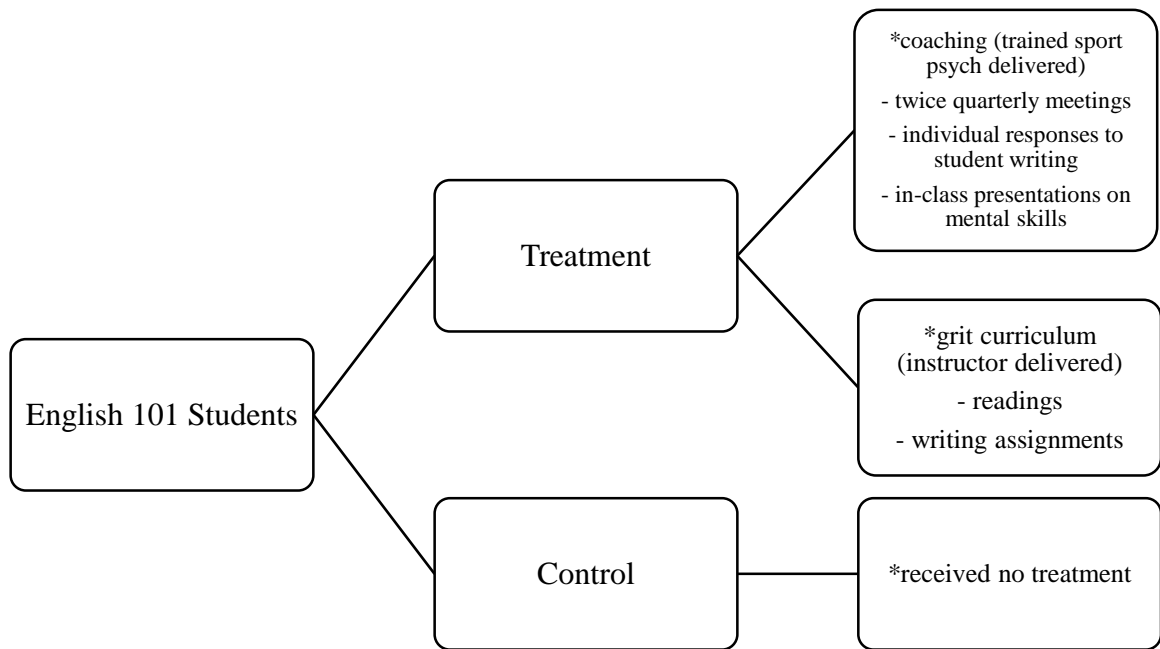 *coaching (trained sport
psych delivered)
- twice quarterly meetings
- individual responses to
student writing
- in-class presentations on
mental skills
Treatment
*grit curriculum
(instructor delivered)
- readings
- writing assignments
English 101 Students
Control
*received no treatment